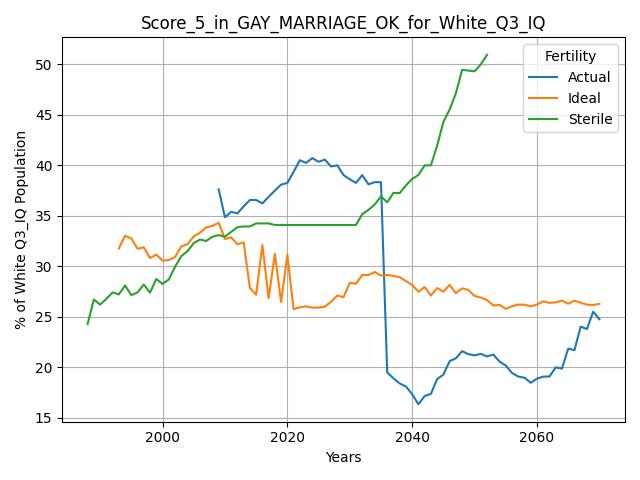 Score_5_in_GAY_MARRIAGE_OK_for_White_Q3_IQ
Fertility
Actual
Ideal
Sterile
% of White Q3_IQ Population
50
45
40
35
30
25
20
15
2000
2020
2040
2060
Years